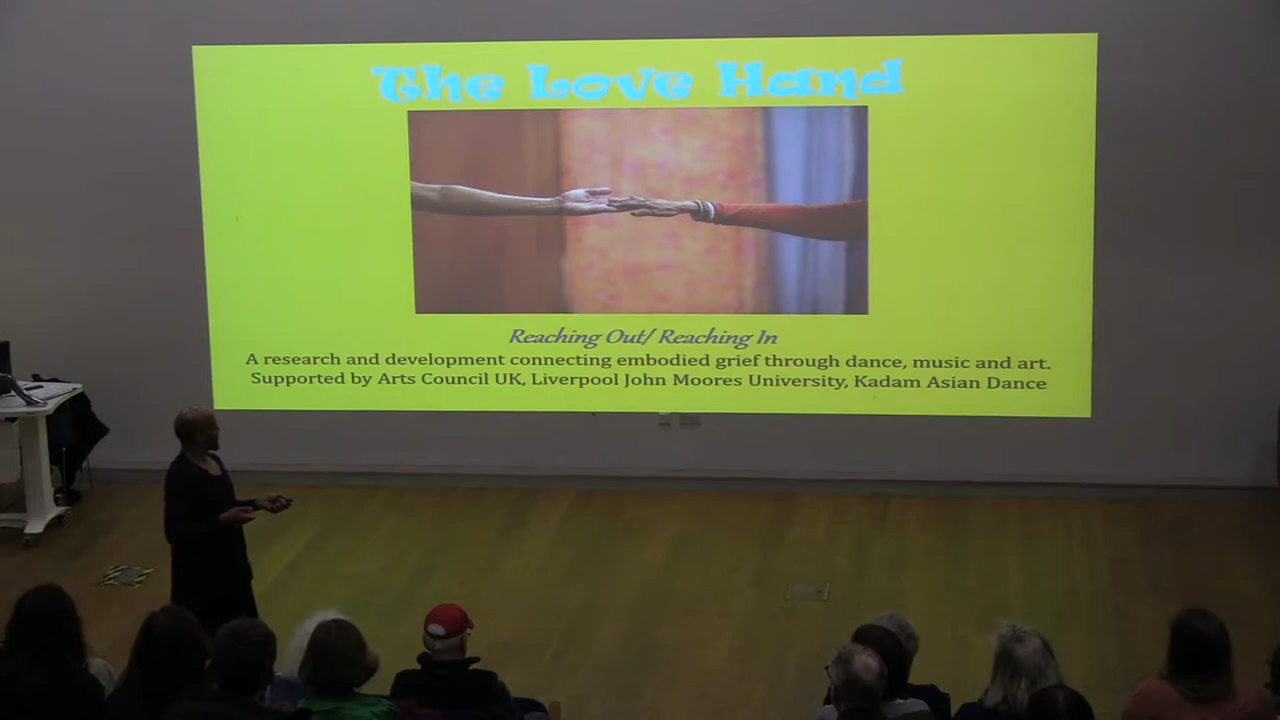 The Love Hand
Reaching Out/ Reaching In
A research and development connecting embodied grief through dance, music and art.
Supported by Arts Council UK, Liverpool John Moores University, Kadam Asian Dance